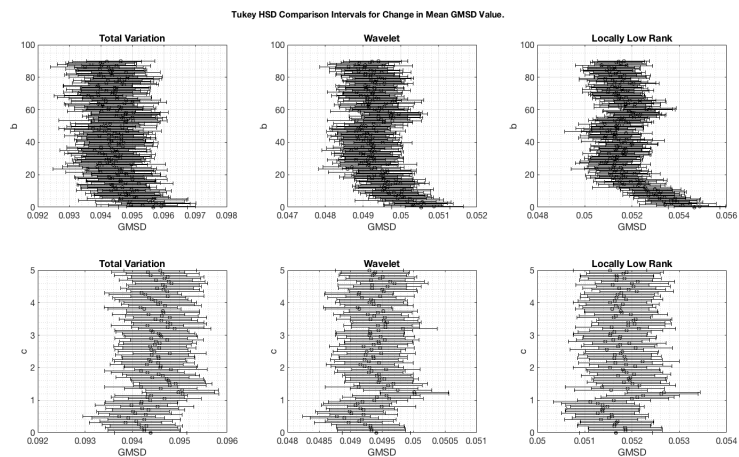 Tukey HSD Comparison Intervals for Change in Mean GMSD Value.
Total Variation
Wavelet
Locally Low Rank
100
80
60
40
20
0
b
0.092 0.093 0.094 0.095 0.096 0.097 0.098
GMSD
100
80
60
40
20
0
b
0.047 0.048 0.049 0.05 0.051 0.052
GMSD
100
80
60
40
20
0
b
0.048 0.05 0.052 0.054 0.056
GMSD
Total Variation
Wavelet
Locally Low Rank
5
4
3
2
1
0
c
0.092 0.093 0.094 0.095 0.096
GMSD
5
4
3
2
1
0
c
0.048 0.0485 0.049 0.0495 0.05 0.0505 0.051
GMSD
5
4
3
2
1
0
c
0.05 0.051 0.052 0.053 0.054
GMSD